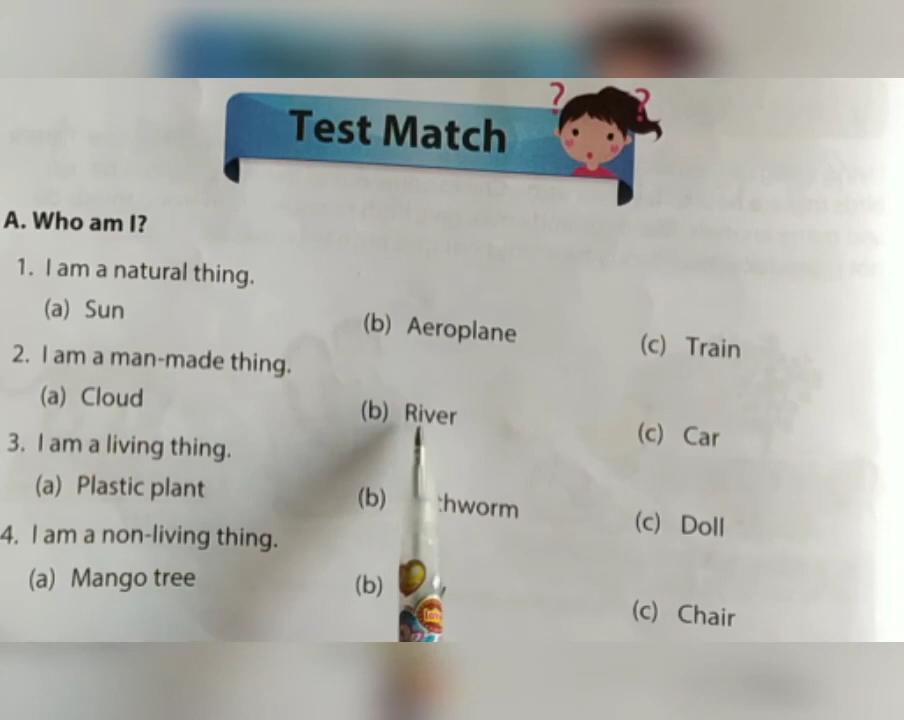 Test Match
A. Who am I?
1. I am a natural thing.
(a) Sun (b) Aeroplane (c) Train
2. I am a man-made thing.
(a) Cloud (b) River (c) Car
3. I am a living thing.
(a) Plastic plant (b) (c) Doll
4. I am a non-living thing.
(a) Mango tree (b) (c) Chair